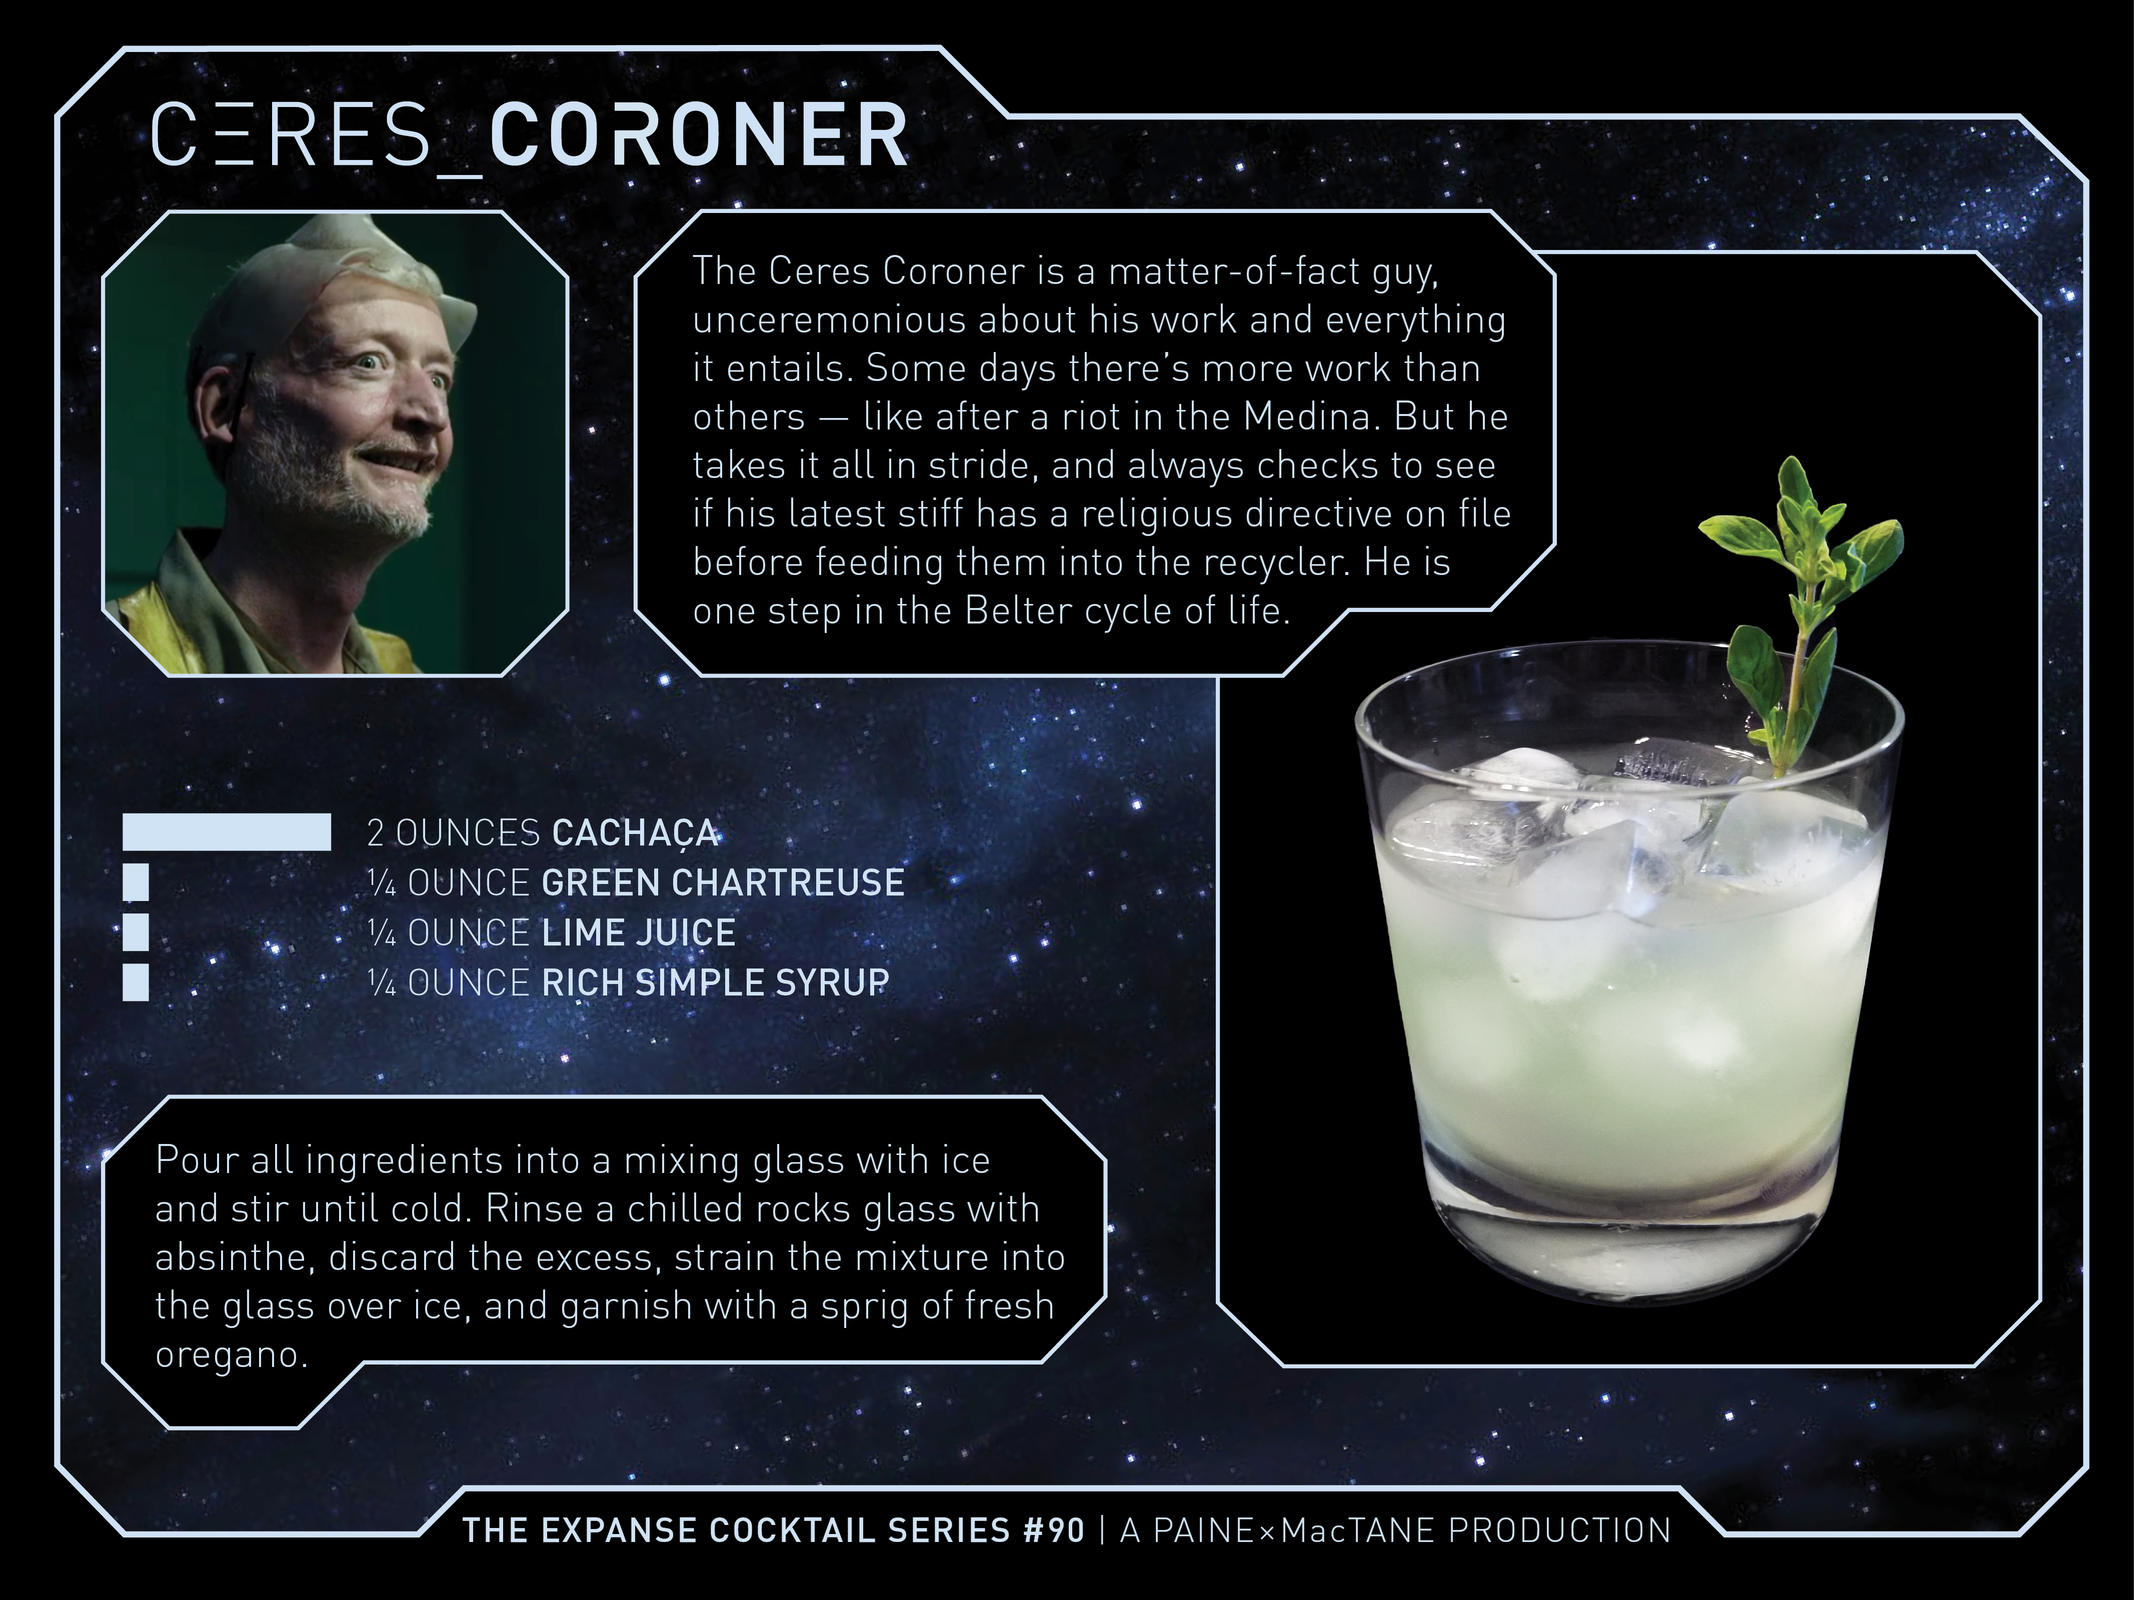 CERES_CORONER
The Ceres Coroner is a matter-of-fact guy,
unceremonious about his work and everything
it entails. Some days there’s more work than
others — like after a riot in the Medina. But he
takes it all in stride, and always checks to see
if his latest stiff has a religious directive on file
before feeding them into the recycler. He is
one step in the Belter cycle of life.
2 OUNCES CACHAÇA
¼ OUNCE GREEN CHARTREUSE
¼ OUNCE LIME JUICE
¼ OUNCE RICH SIMPLE SYRUP
Pour all ingredients into a mixing glass with ice
and stir until cold. Rinse a chilled rocks glass with
absinthe, discard the excess, strain the mixture into
the glass over ice, and garnish with a sprig of fresh
oregano.
THE EXPANSE COCKTAIL SERIES #90 | A PAINE×MacTANE PRODUCTION